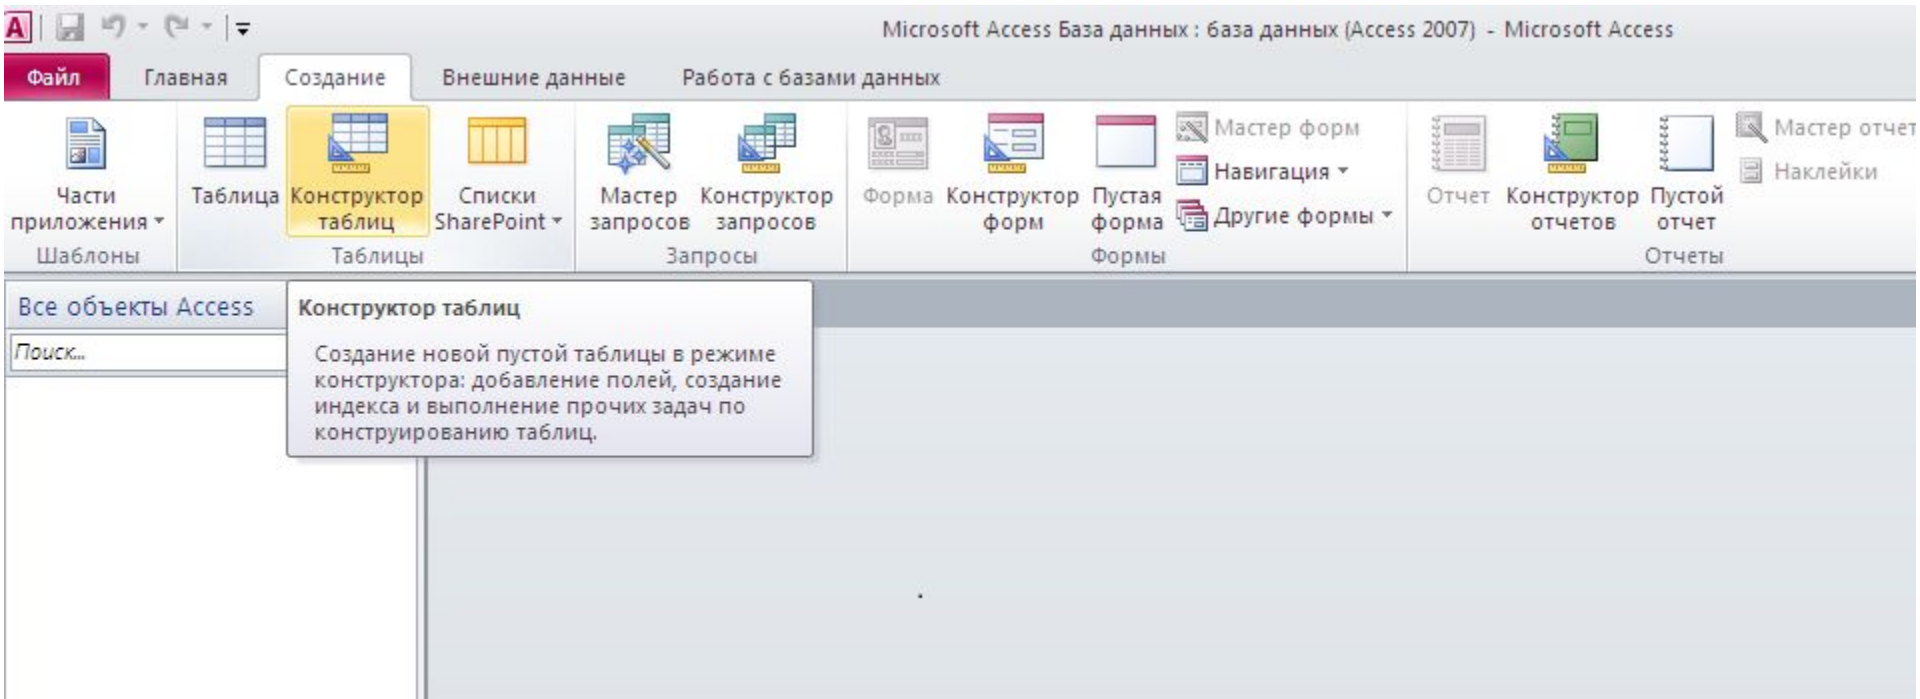 A
Microsoft Access База данных : база данных (Access 2007) - Microsoft Access
Файл Главная Создание Внешние данные Работа с базами данных
Части приложения
Таблица
Конструктор таблиц
Списки SharePoint
Мастер запросов
Конструктор запросов
Форма
Конструктор форм
Пустая форма
Мастер форм
Навигация
Другие формы
Отчет
Конструктор отчетов
Пустой отчет
Мастер отчет
Наклейки
Шаблоны Таблицы Запросы Формы Отчеты
Все объекты Access
Поиск...
Конструктор таблиц
Создание новой пустой таблицы в режиме
конструктора: добавление полей, создание
индекса и выполнение прочих задач по
конструированию таблиц.